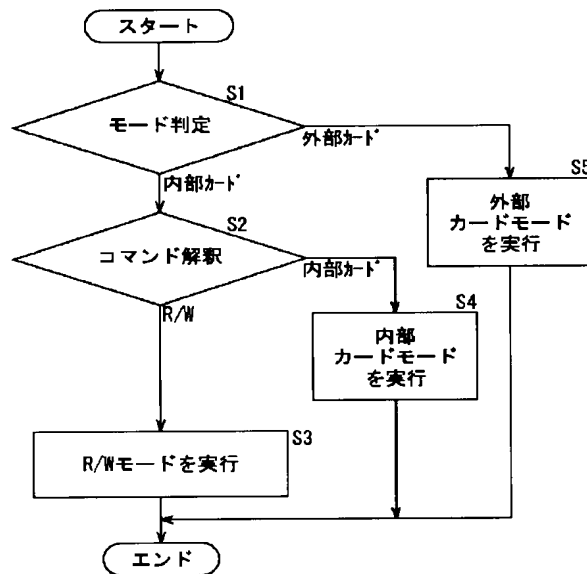 スタート
S1
モード判定
外部カード
内部カード
S5
外部
カードモード
を実行
S2
コマンド解釈
内部カード
R/W
S4
内部
カードモード
を実行
S3
R/Wモードを実行
エンド